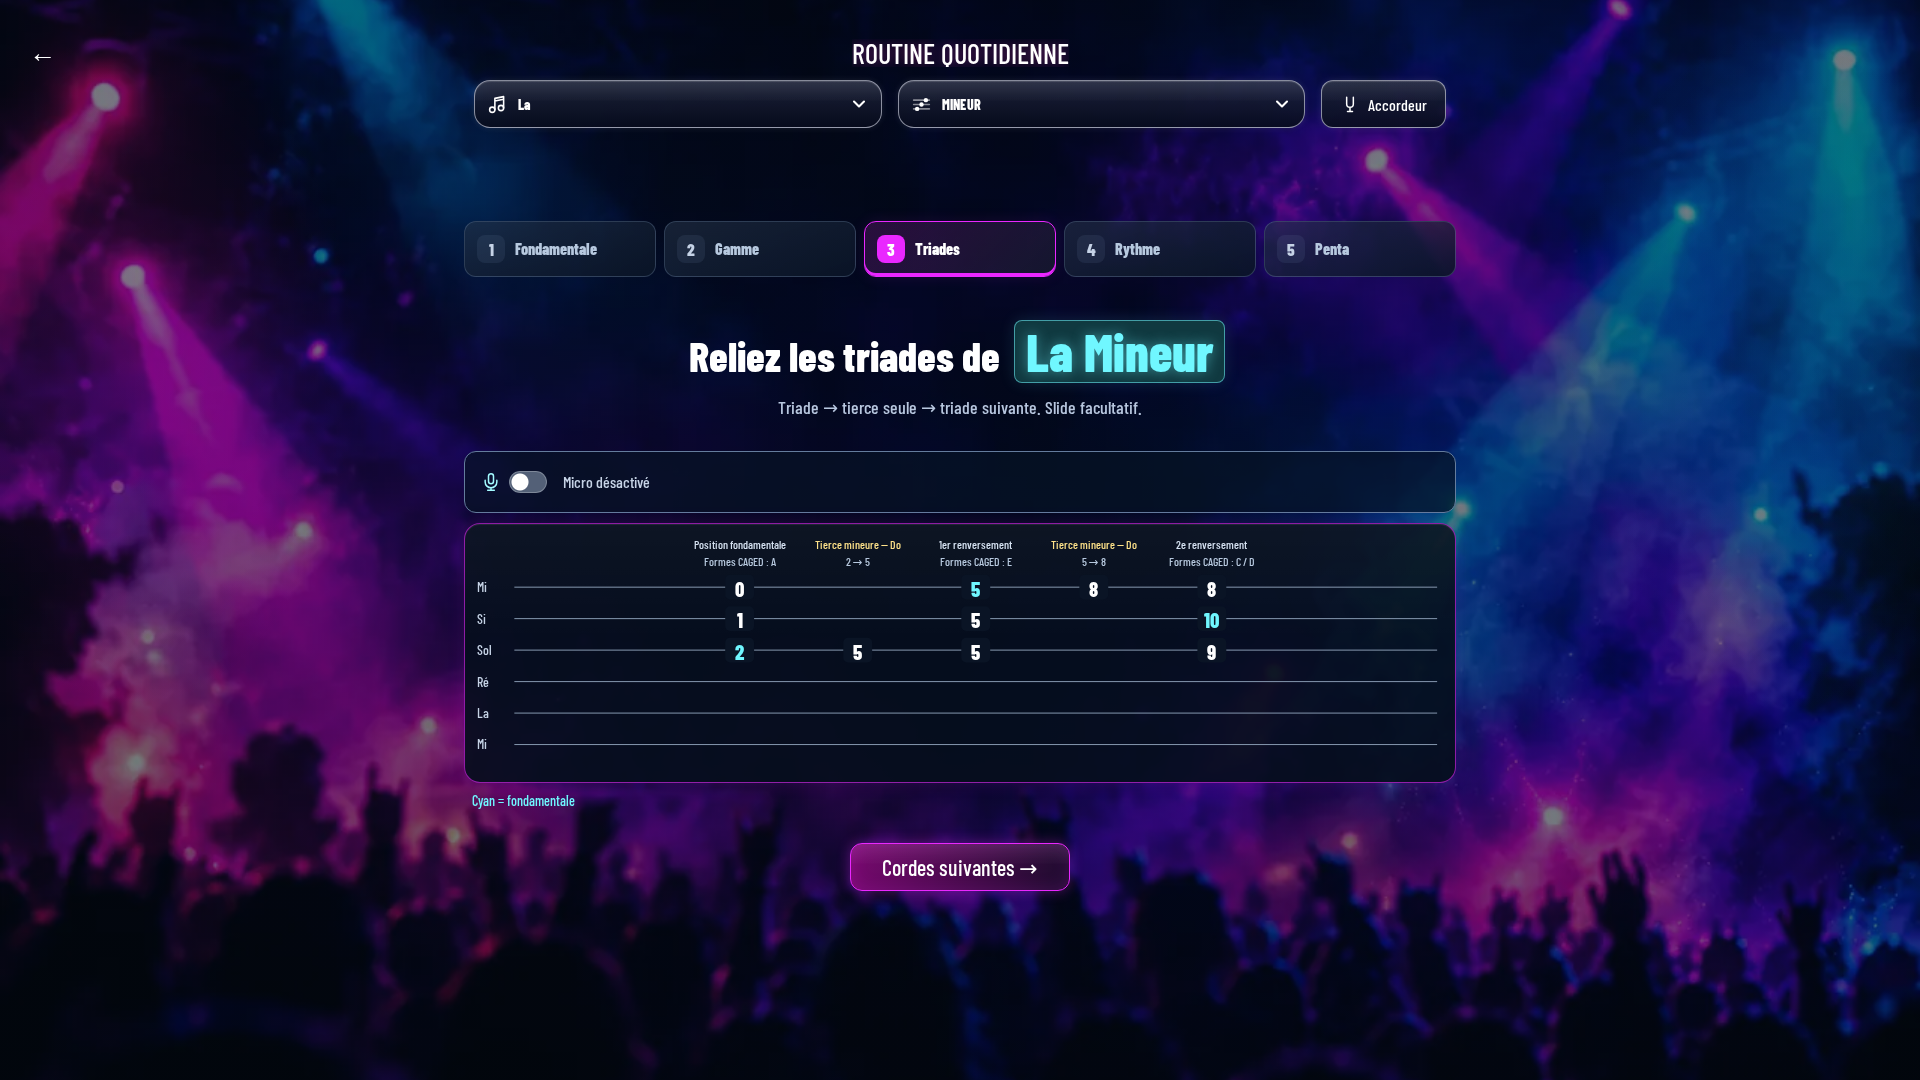 ←
ROUTINE QUOTIDIENNE
La
MINEUR
Accordeur
1 Fondamentale
2 Gamme
3 Triades
4 Rythme
5 Penta
Reliez les triades de La Mineur
Triade → tierce seule → triade suivante. Slide facultatif.
Micro désactivé
Position fondamentale Tierce mineure — Do 1er renversement Tierce mineure — Do 2e renversement
Formes CAGED : A 2 → 5 Formes CAGED : E 5 → 8 Formes CAGED : C / D
Mi 0 5 8 8
Si 1 5 10
Sol 2 5 5 9
Ré
La
Mi
Cyan = fondamentale
Cordes suivantes →